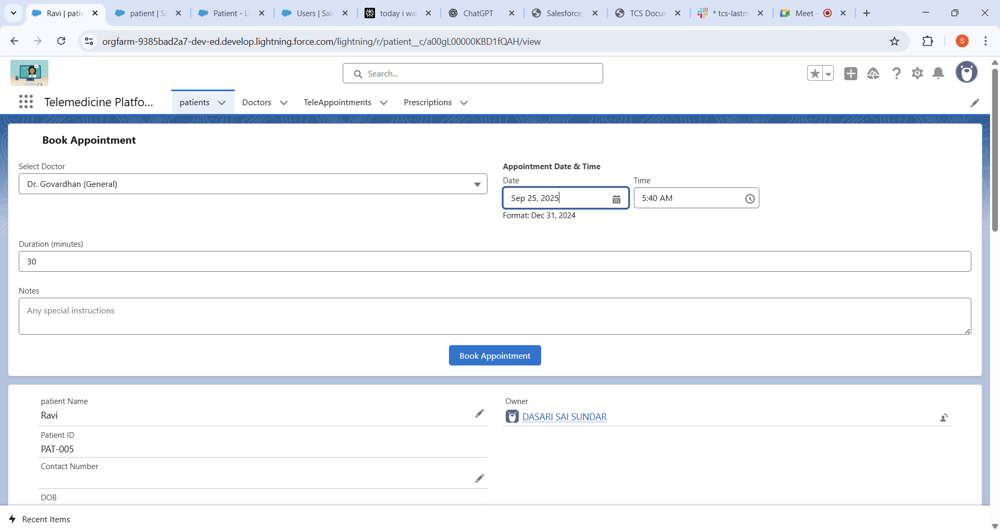 Ravi | patie
patient | Sa
Patient - Li
Users | Sale
today i wa
ChatGPT
Salesforce_
TCS Docum
* tcs-lastm
Meet -
orgfarm-9385bad2a7-dev-ed.develop.lightning.force.com/lightning/r/patient__c/a00gL00000KBD1fQAH/view
S
Search...
Telemedicine Platfo...
patients
Doctors
TeleAppointments
Prescriptions
Book Appointment
Select Doctor
Dr. Govardhan (General)
Appointment Date & Time
Date
Time
Sep 25, 2025
5:40 AM
Format: Dec 31, 2024
Duration (minutes)
30
Notes
Any special instructions
Book Appointment
patient Name
Ravi
Owner
DASARI SAI SUNDAR
Patient ID
PAT-005
Contact Number
DOB
Recent Items